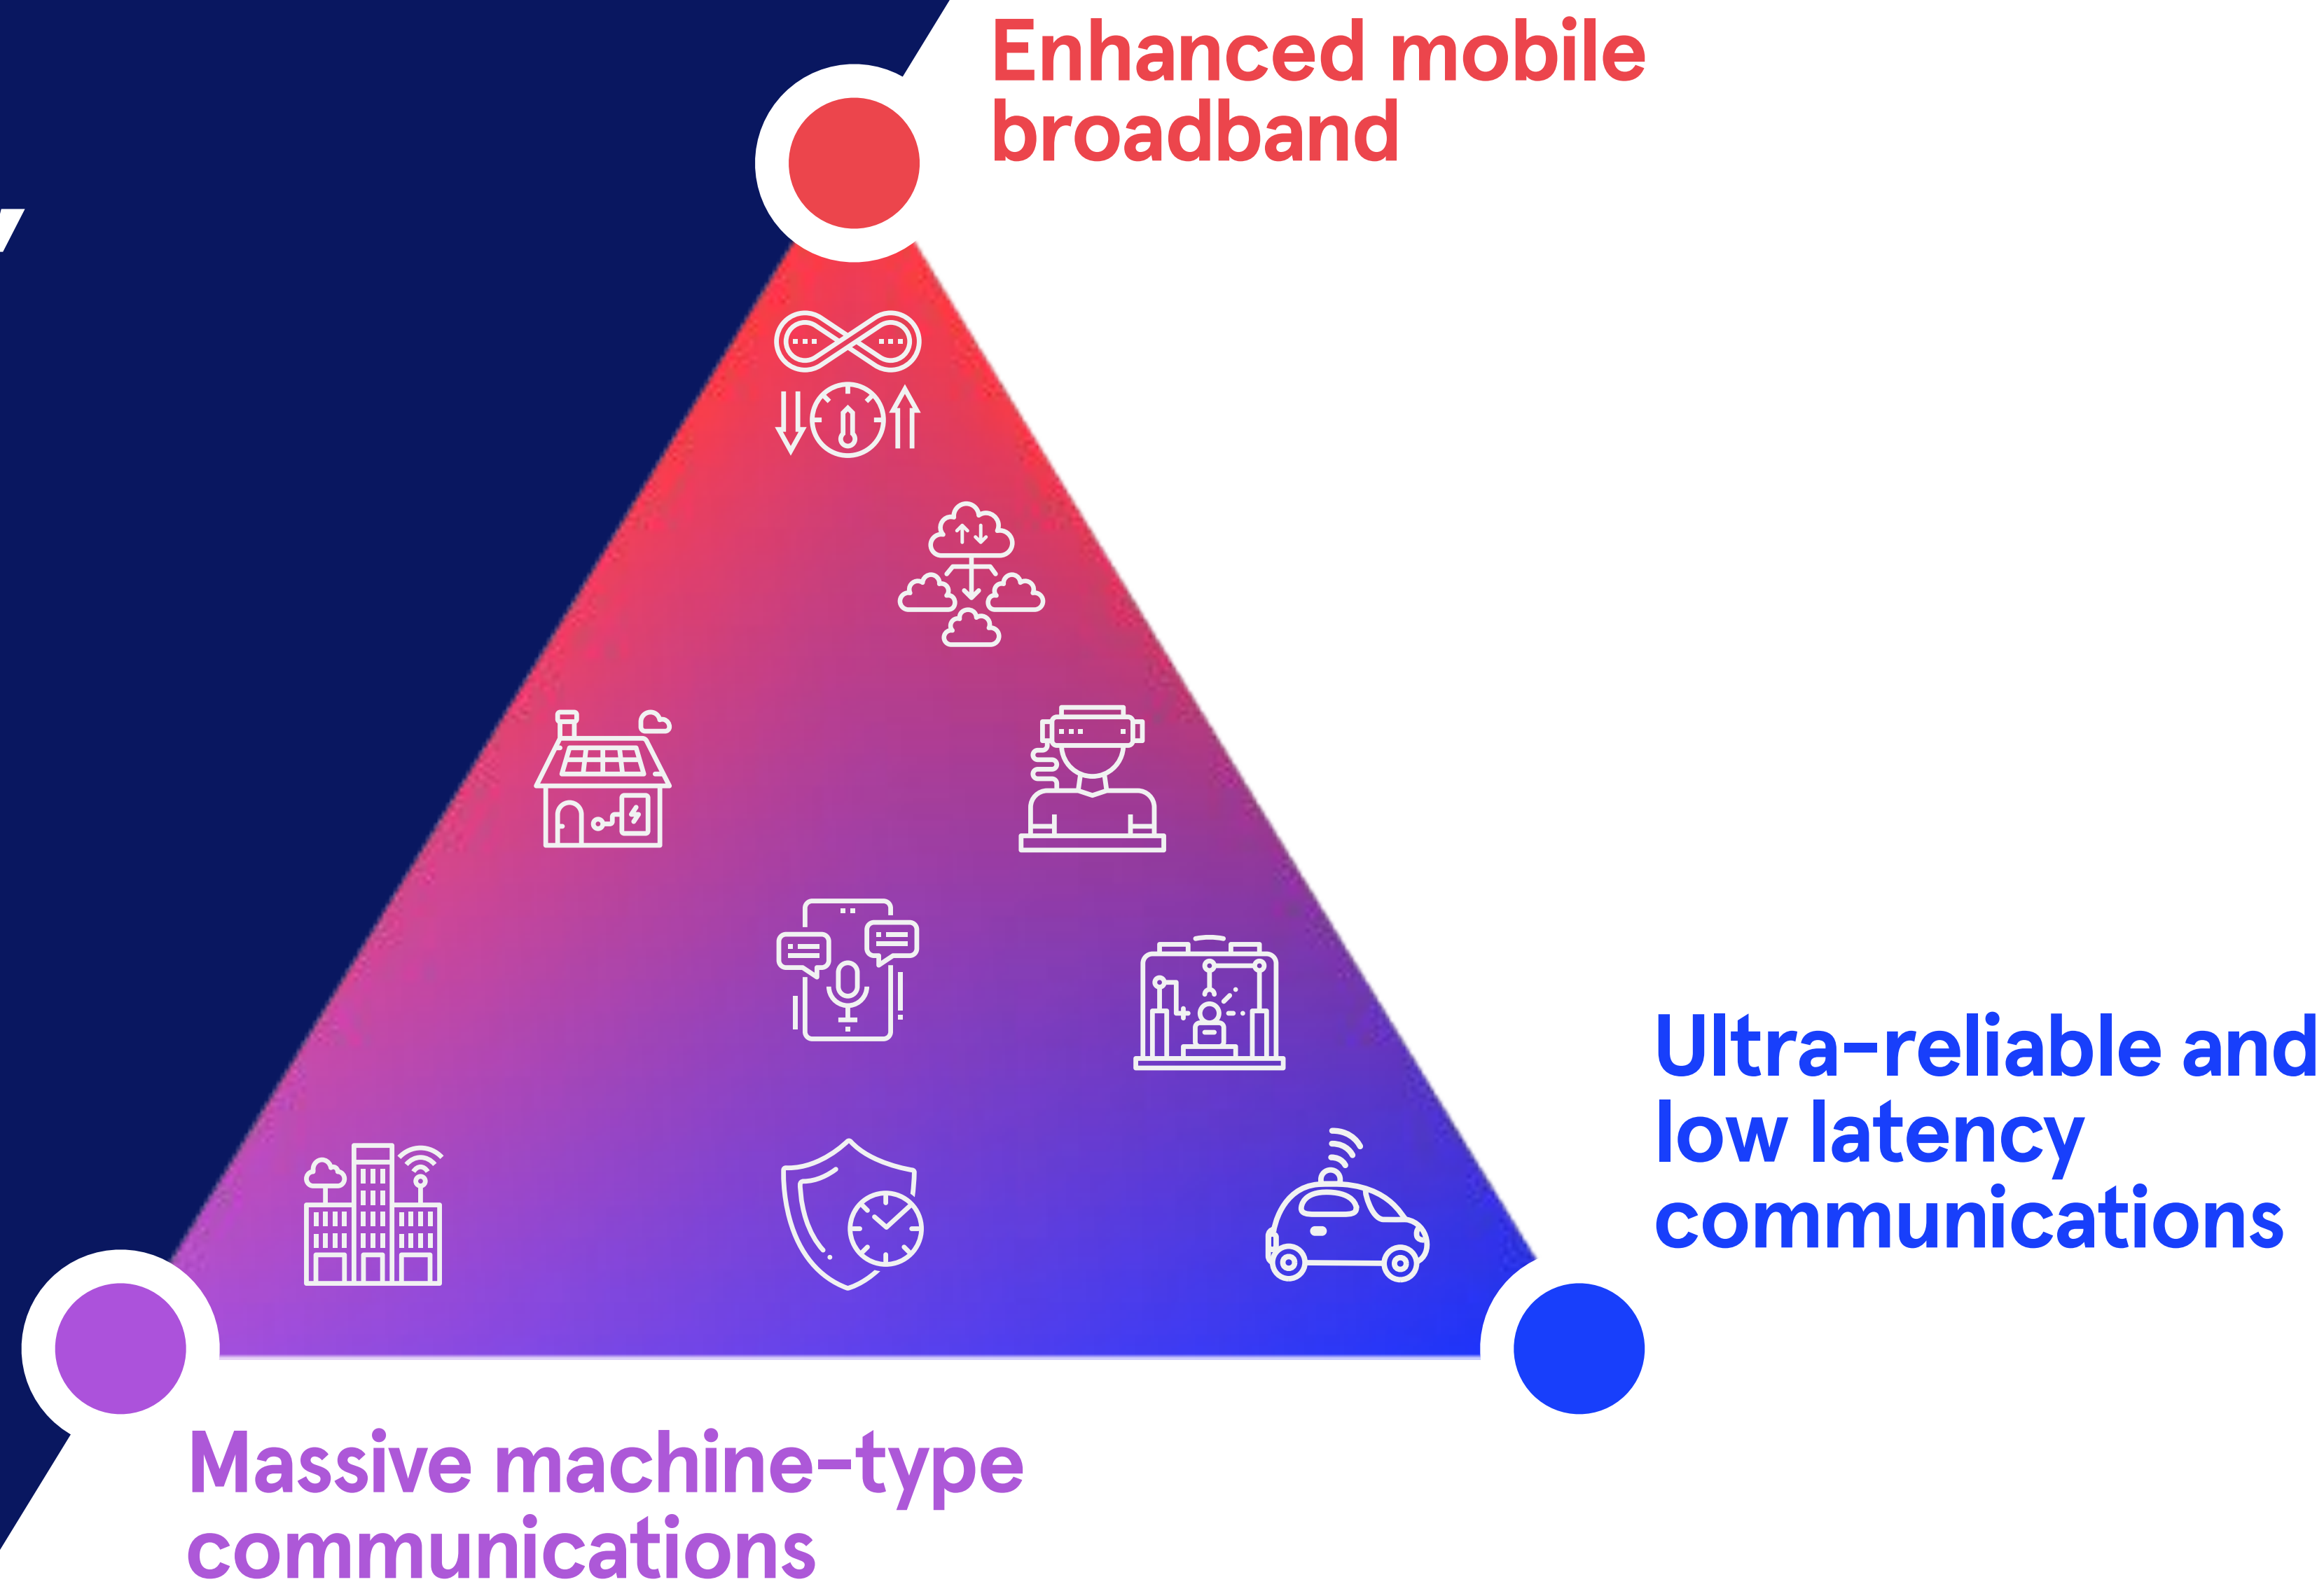 Enhanced mobile
broadband
Ultra-reliable and
low latency
communications
Massive machine-type
communications